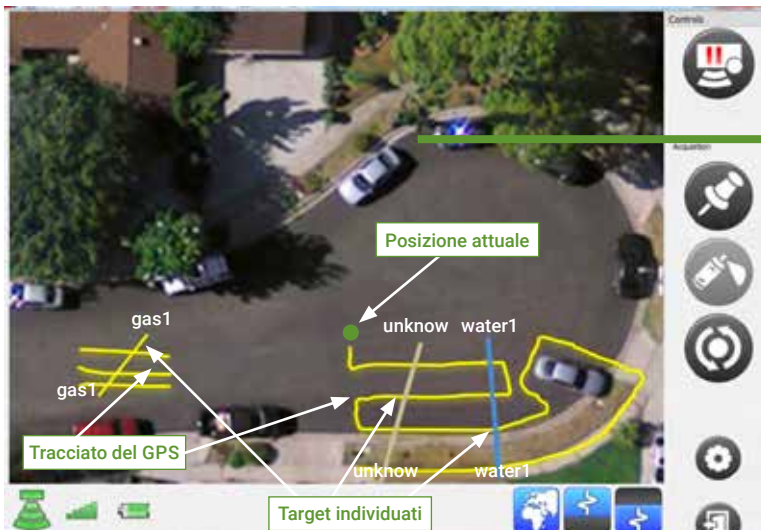 Controls
Acquisition
Posizione attuale
gas1
unknow
water1
gas1
Tracciato del GPS
unknow
water1
Target individuati